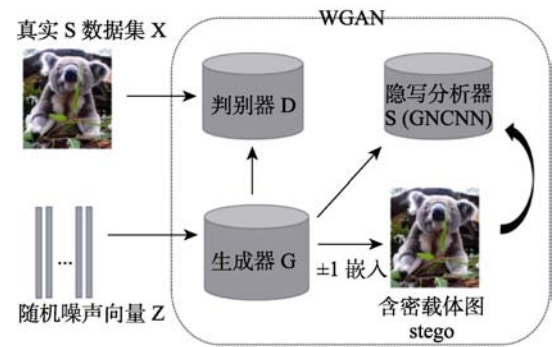 真实 S 数据集 X
WGAN
判别器 D
隐写分析器
S (GNCNN)
生成器 G
±1 嵌入
...
随机噪声向量 Z
含密载体图
stego